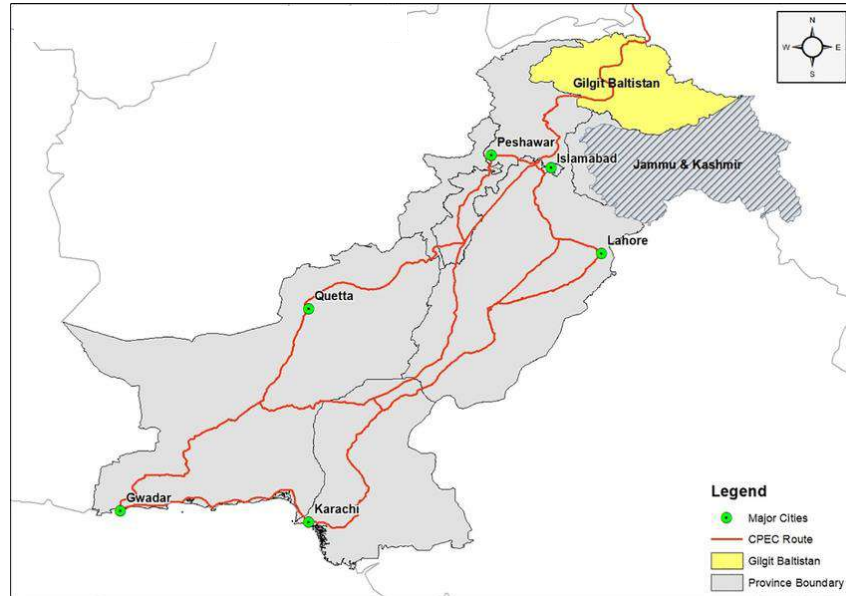 N
W E
S
Gilgit Baltistan
Peshawar
Islamabad
Jammu & Kashmir
Lahore
Quetta
Gwadar
Karachi
Legend
Major Cities
CPEC Route
Gilgit Baltistan
Province Boundary